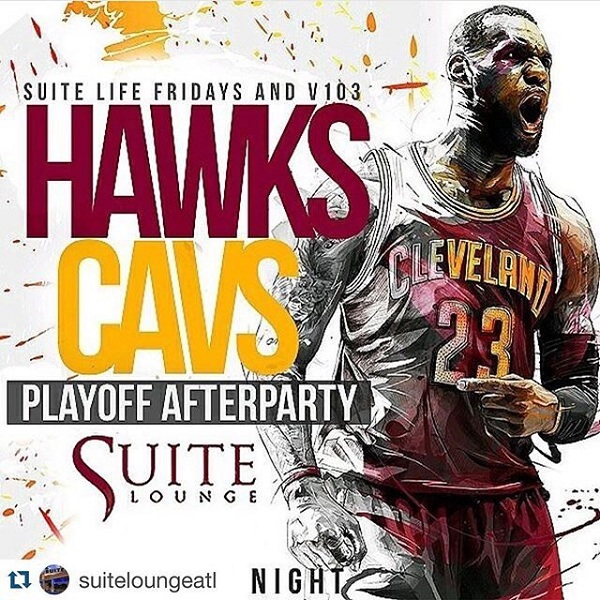 SUITE LIFE FRIDAYS AND V103
HAWKS
CAVS
PLAYOFF AFTERPARTY
SUITE
LOUNGE
CLEVELAND
23
suiteloungeatl
NIGHT